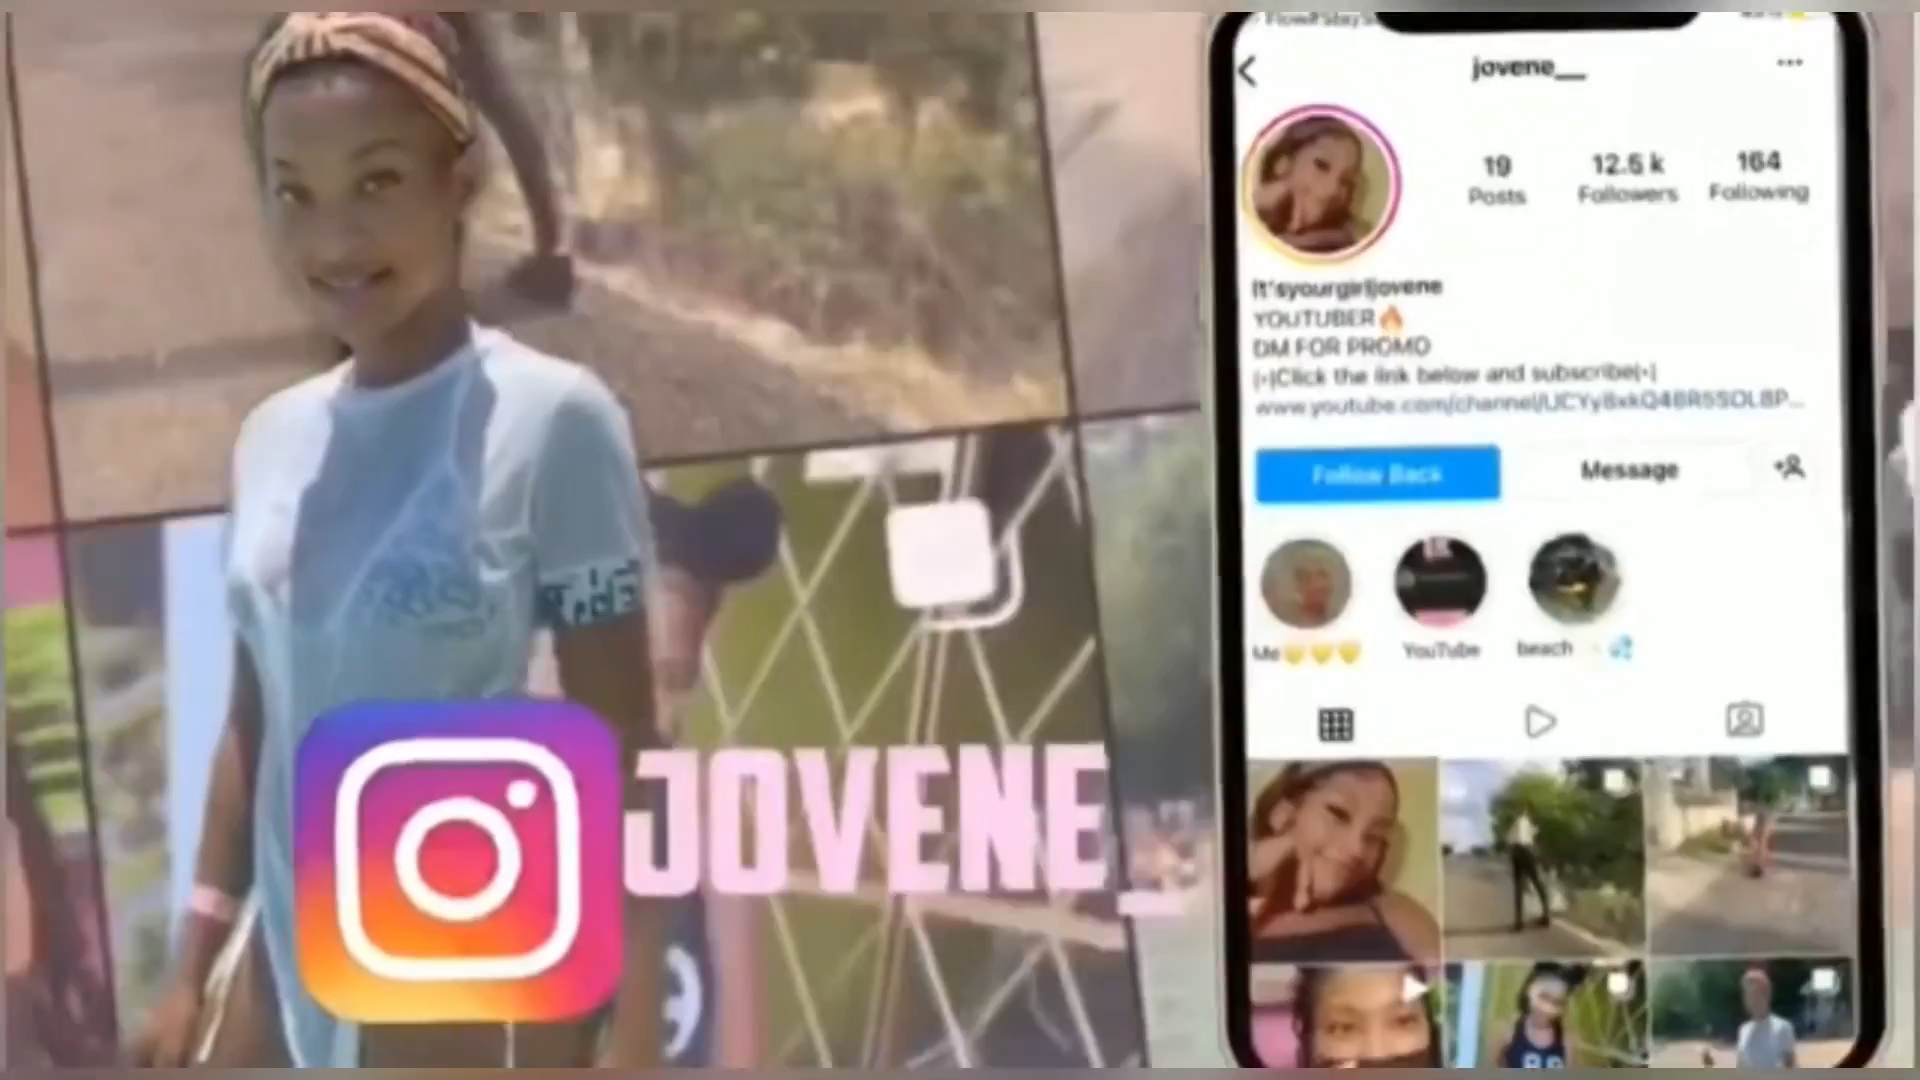 jovene__
19
Posts
12.5 k
Followers
164
Following
It'syourgirljovene
YOUTUBER🔥
DM FOR PROMO
|•|Click the link below and subscribe|•|
Follow Back
Message
Me💛💛💛
YouTube
beach
JOVENE_